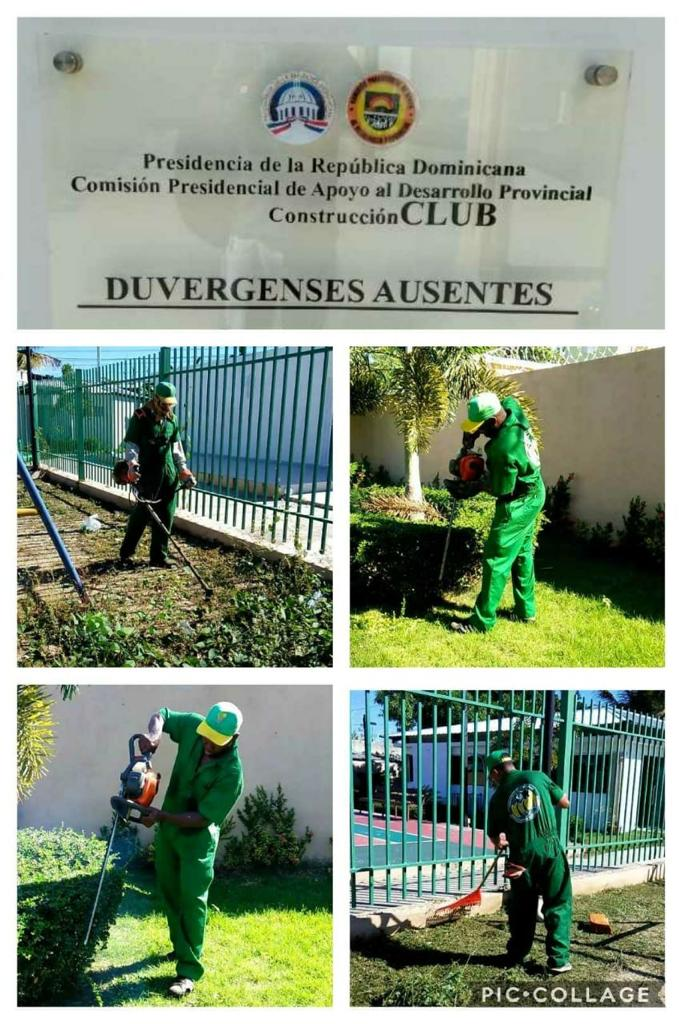 Presidencia de la República Dominicana
Comisión Presidencial de Apoyo al Desarrollo Provincial
Construcción CLUB
DUVERGENSES AUSENTES
PIC•COLLAGE